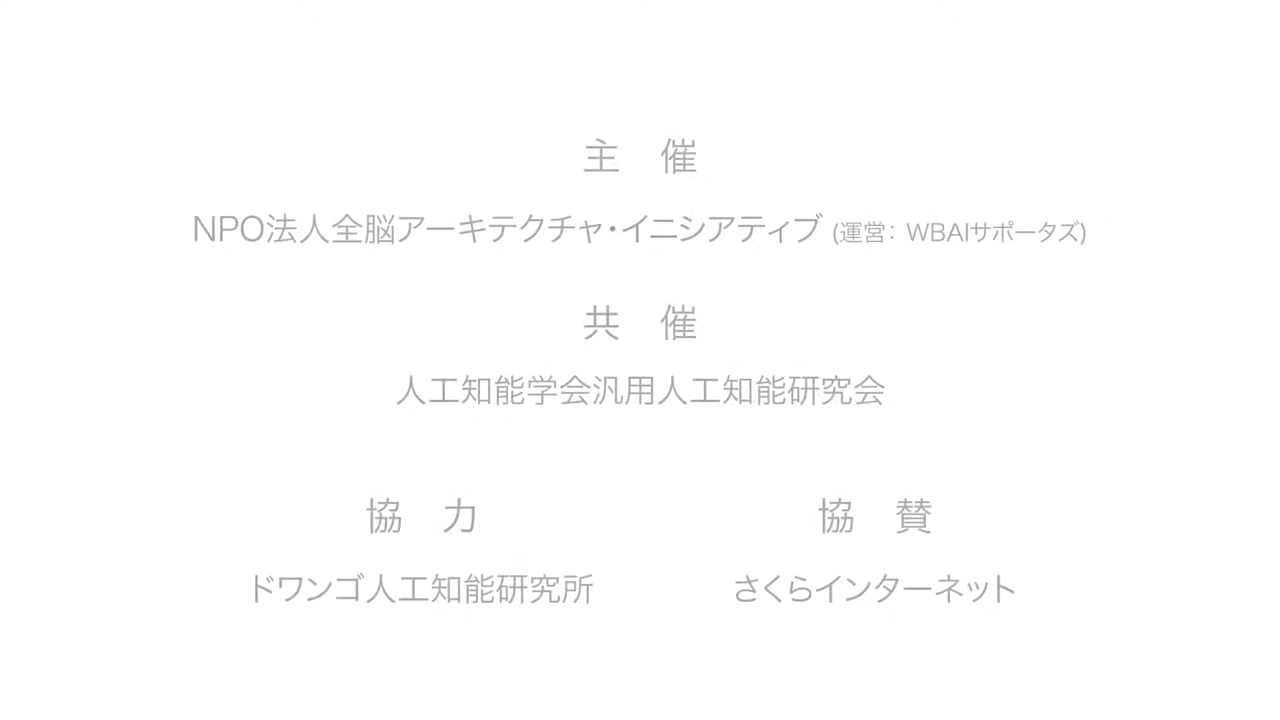 主　催
NPO法人全脳アーキテクチャ・イニシアティブ (運営： WBAIサポータズ)
共　催
人工知能学会汎用人工知能研究会
協　力
ドワンゴ人工知能研究所
協　賛
さくらインターネット